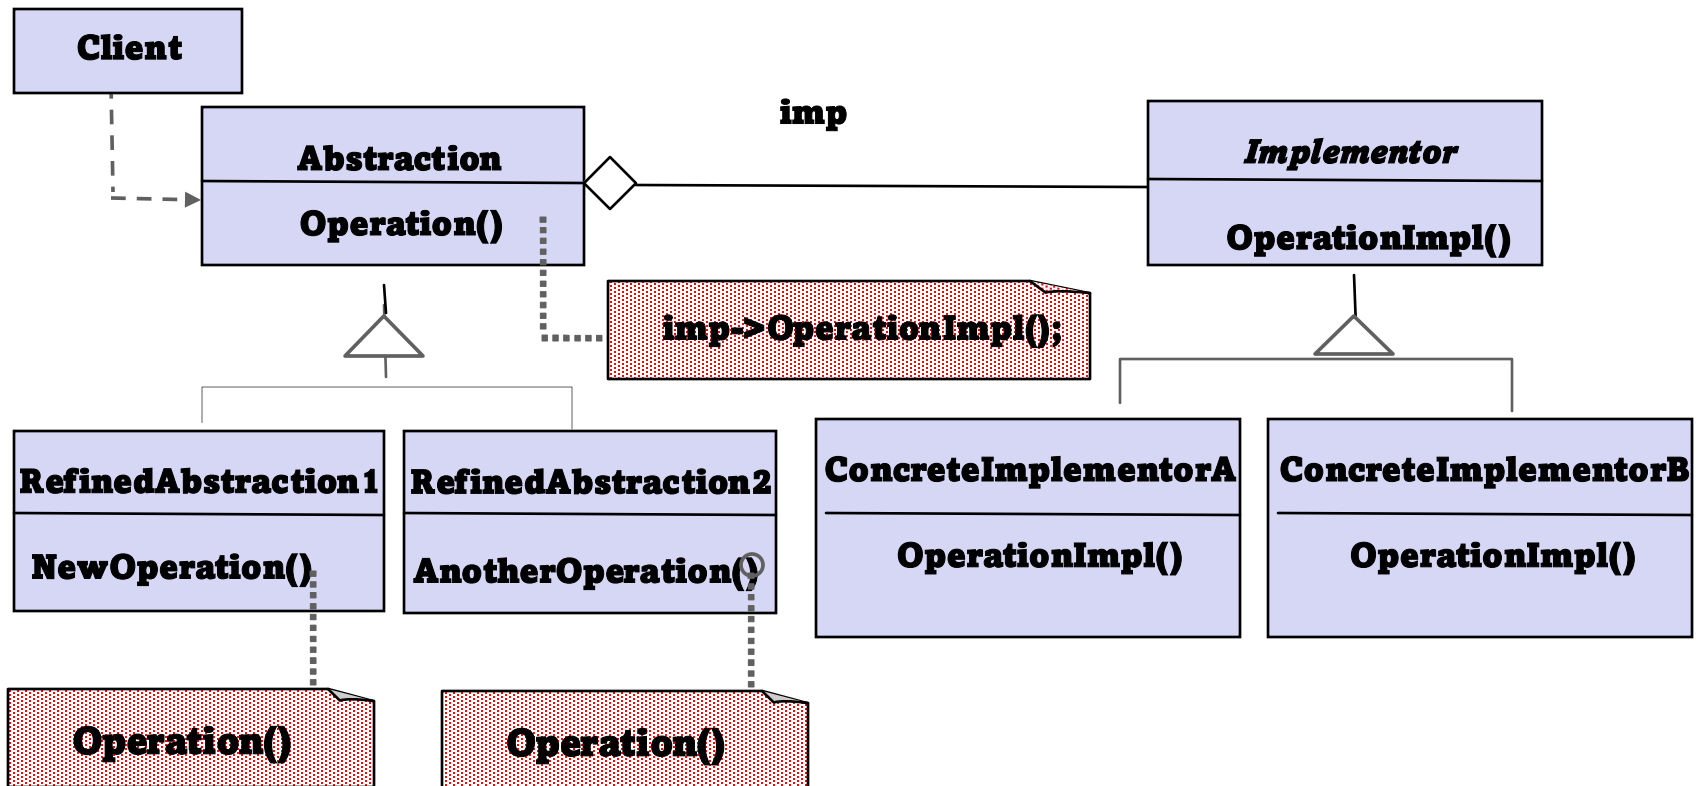 Client
imp
Abstraction
Operation()
Implementor
OperationImpl()
imp->OperationImpl();
RefinedAbstraction1
NewOperation()
RefinedAbstraction2
AnotherOperation()
ConcreteImplementorA
OperationImpl()
ConcreteImplementorB
OperationImpl()
Operation()
Operation()